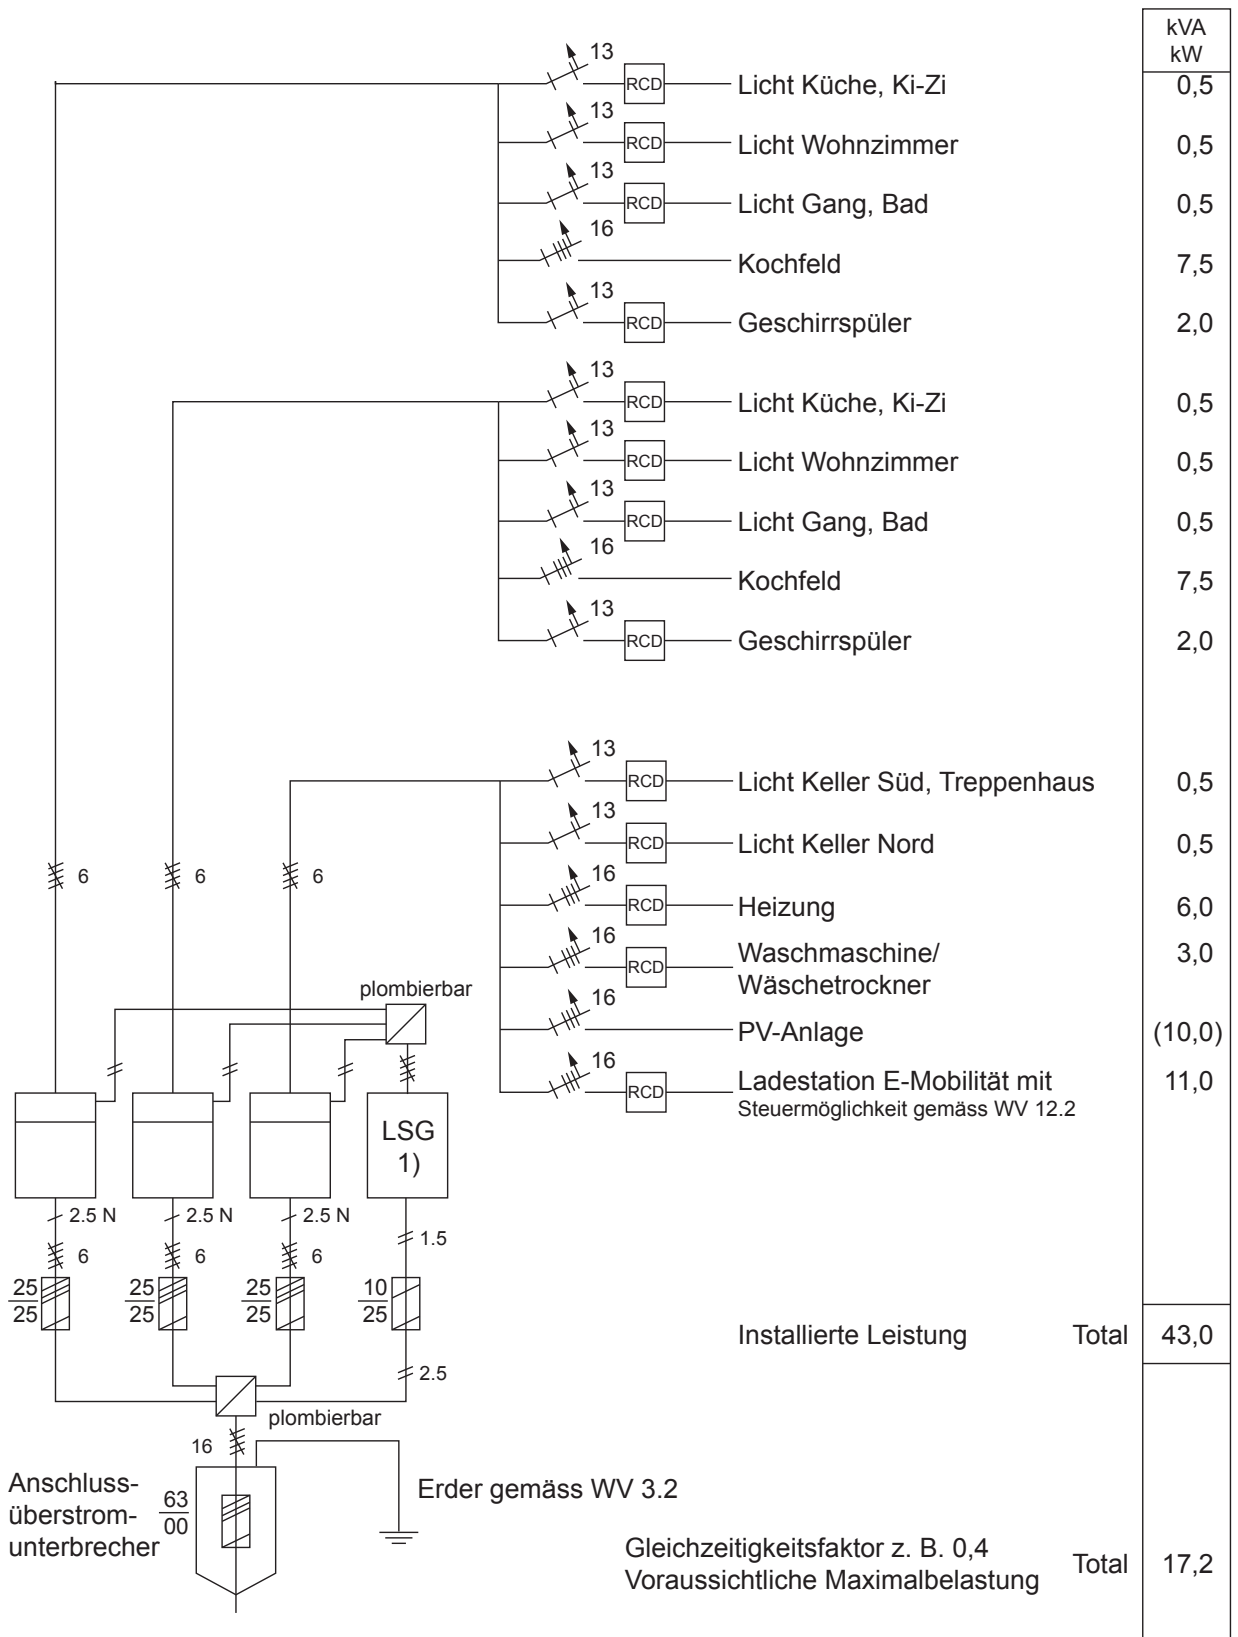 kVA
kW
13
RCD Licht Küche, Ki-Zi 0,5
13
RCD Licht Wohnzimmer 0,5
13
RCD Licht Gang, Bad 0,5
16
Kochfeld 7,5
13
RCD Geschirrspüler 2,0
13
RCD Licht Küche, Ki-Zi 0,5
13
RCD Licht Wohnzimmer 0,5
13
RCD Licht Gang, Bad 0,5
16
Kochfeld 7,5
13
RCD Geschirrspüler 2,0
13
RCD Licht Keller Süd, Treppenhaus 0,5
13
RCD Licht Keller Nord 0,5
6 6 6
16
RCD Heizung 6,0
16
RCD Waschmaschine/ 3,0
Wäschetrockner
plombierbar
16
PV-Anlage (10,0)
16
RCD Ladestation E-Mobilität mit 11,0
Steuermöglichkeit gemäss WV 12.2
LSG
1)
2.5 N 2.5 N 2.5 N 1.5
6 6 6
25 25 25 10
25 25 25 25
Installierte Leistung Total 43,0
2.5
plombierbar
16
Anschluss-
überstrom-
unterbrecher
63
00
Erder gemäss WV 3.2
Gleichzeitigkeitsfaktor z. B. 0,4
Voraussichtliche Maximalbelastung Total 17,2